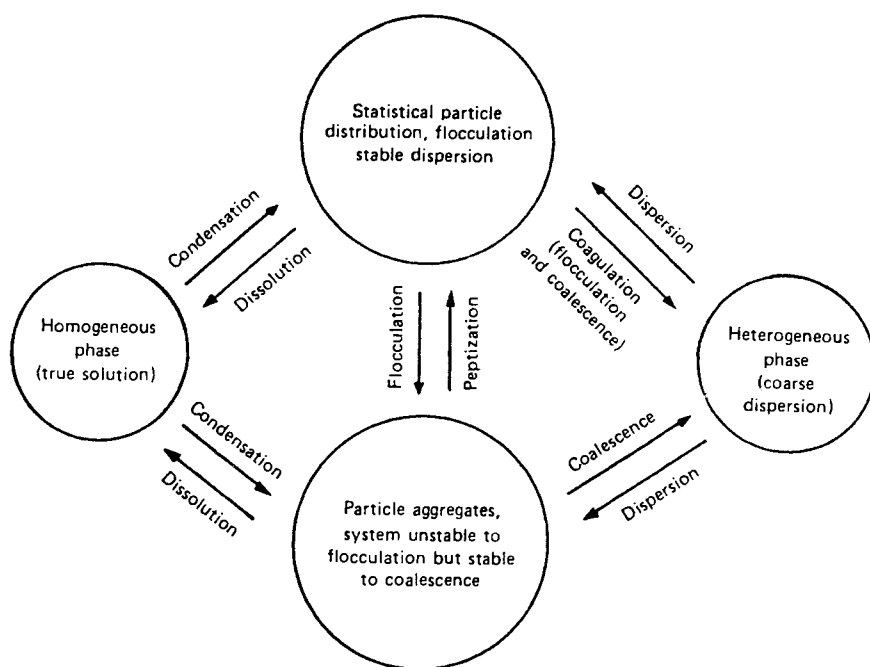 Statistical particle
distribution, flocculation
stable dispersion
Condensation
Dissolution
Dispersion
Coagulation
(flocculation
and coalescence)
Homogeneous
phase
(true solution)
Flocculation
Peptization
Heterogeneous
phase
(coarse
dispersion)
Condensation
Dissolution
Coalescence
Dispersion
Particle aggregates,
system unstable to
flocculation but stable
to coalescence